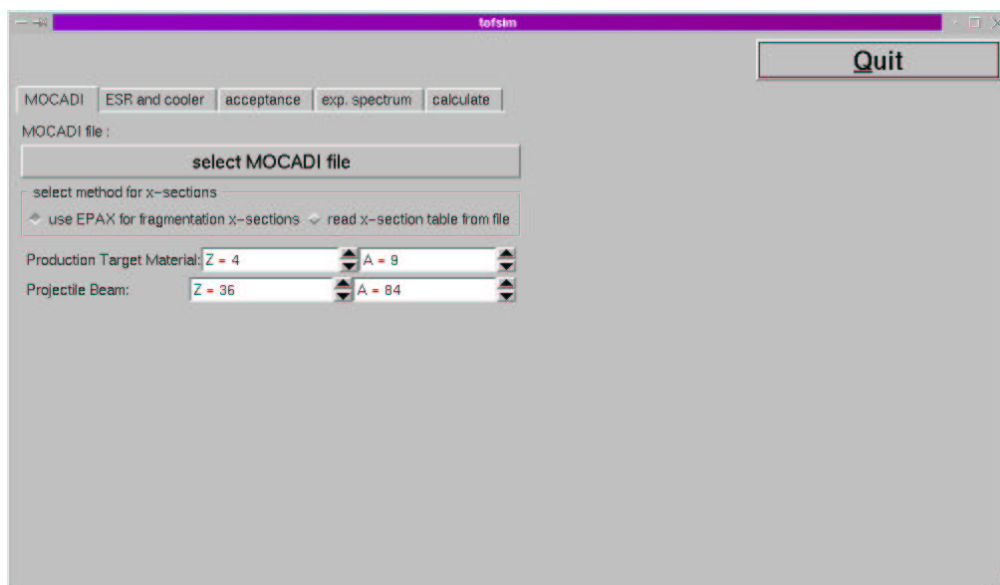 tofsim
Quit
MOCADI ESR and cooler acceptance exp. spectrum calculate
MOCADI file :
select MOCADI file
select method for x-sections
use EPAX for fragmentation x-sections read x-section table from file
Production Target Material: Z = 4 A = 9
Projectile Beam: Z = 36 A = 84